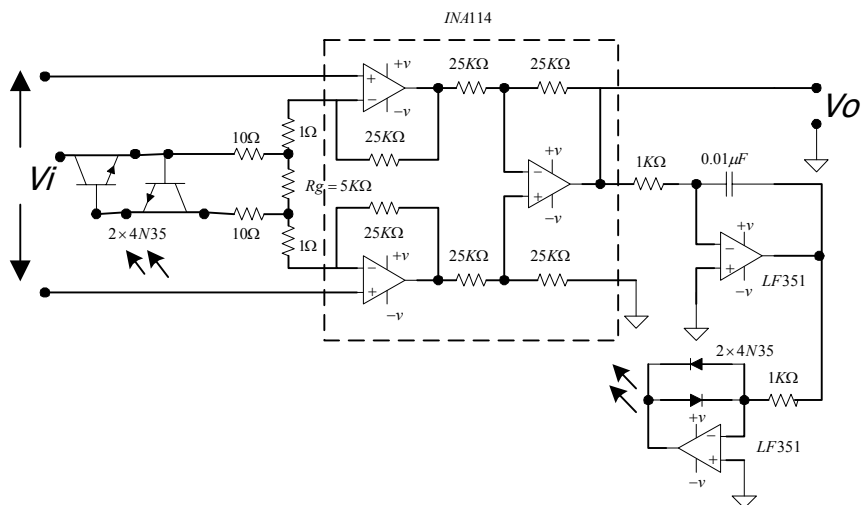 INA114
+v
25KΩ
25KΩ
+
−
−v
Vo
10Ω
1Ω
25KΩ
Vi
Rg = 5KΩ
+v
−
+
−v
1KΩ
0.01μF
2×4N35
10Ω
1Ω
25KΩ
+v
−
+
−v
25KΩ
25KΩ
+v
−
+
−v
LF351
2×4N35
1KΩ
+v
−
+
−v
LF351